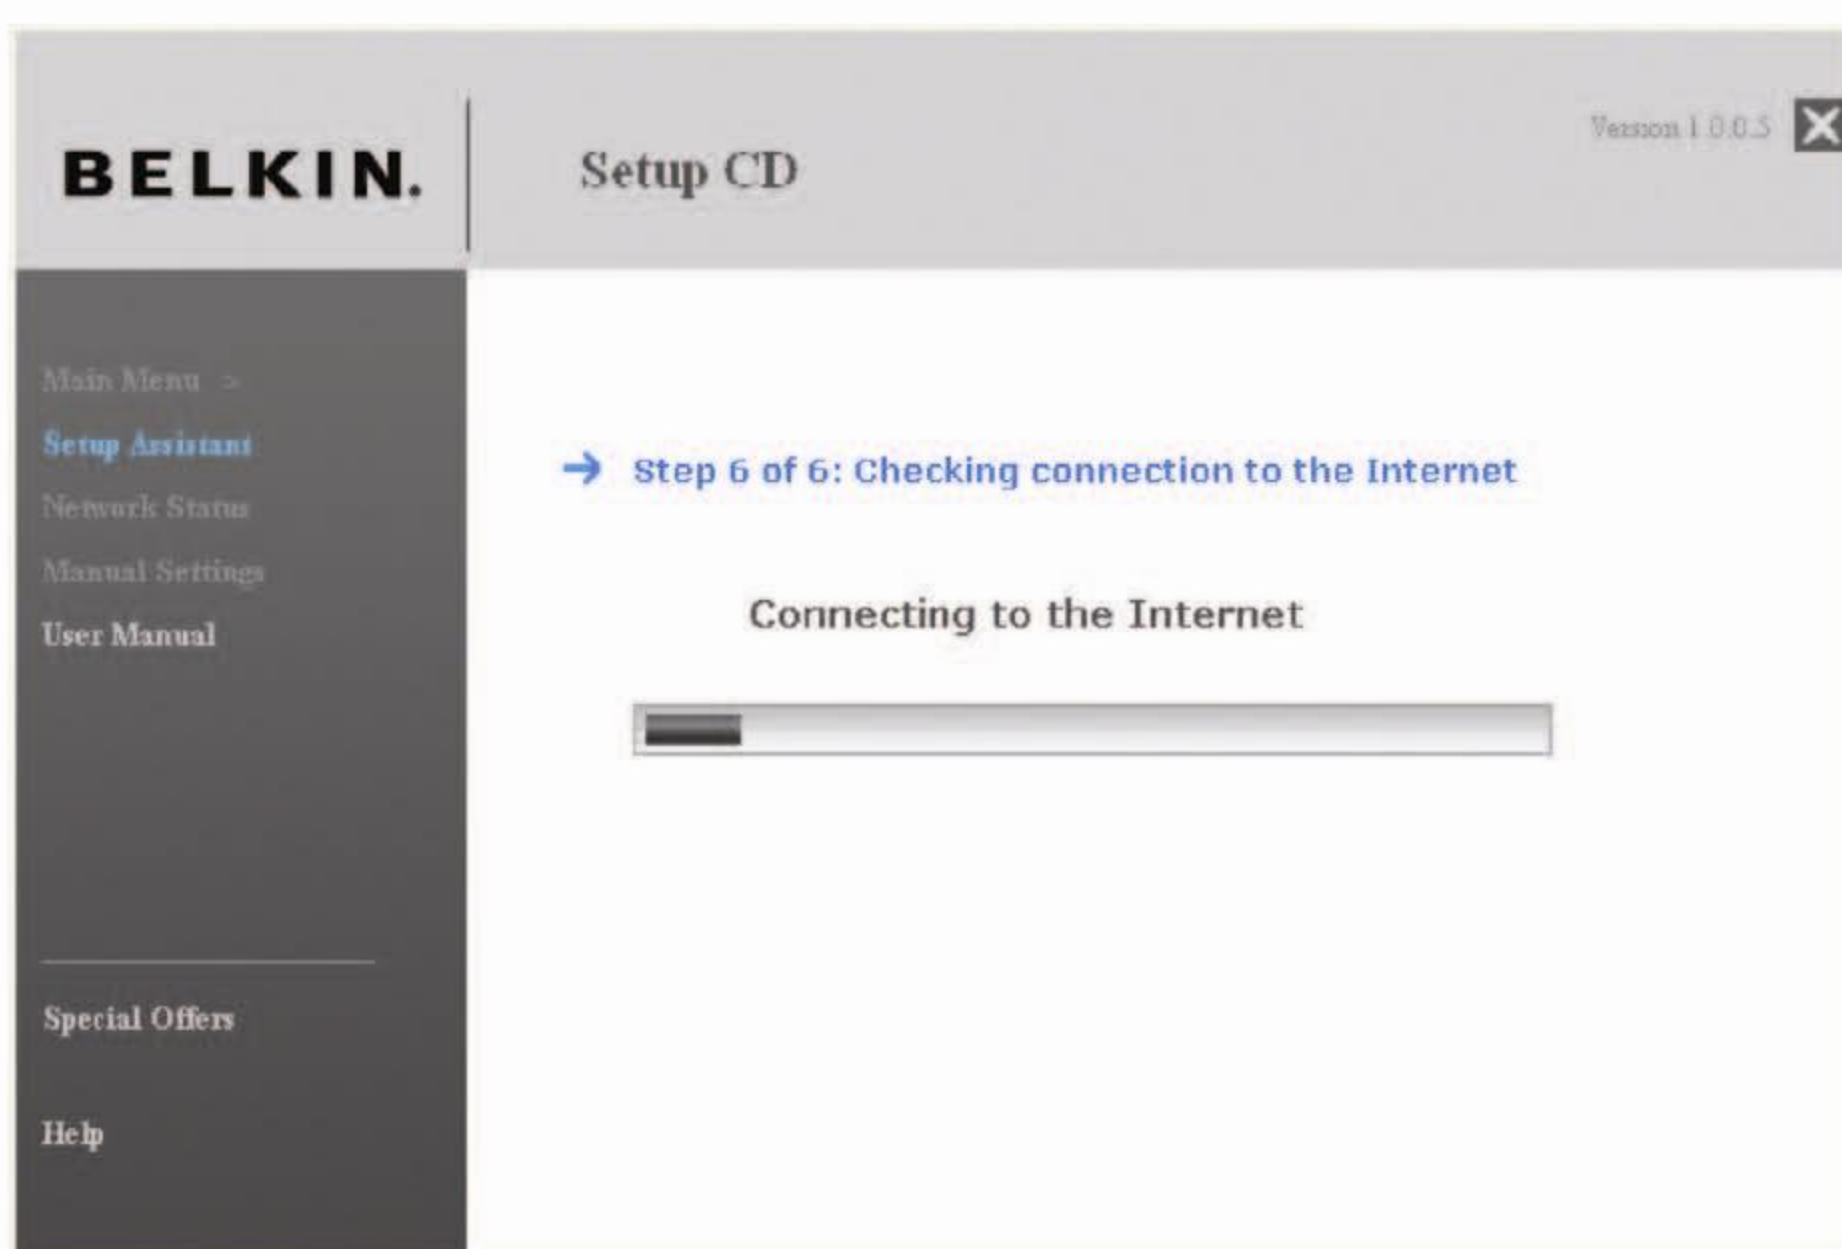 BELKIN.
Setup CD
Version 1.0.0.5
Main Menu >
Setup Assistant
Network Status
Manual Settings
User Manual
Special Offers
Help
Step 6 of 6: Checking connection to the Internet
Connecting to the Internet